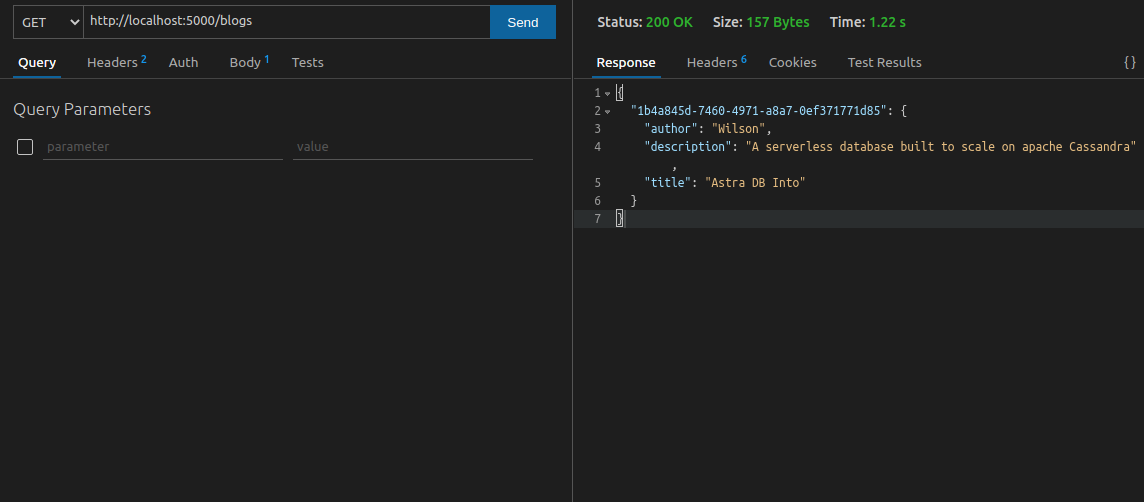 GET http://localhost:5000/blogs Send
Query Headers 2 Auth Body 1 Tests
Query Parameters
parameter value
Status: 200 OK Size: 157 Bytes Time: 1.22 s
Response Headers 6 Cookies Test Results {}
1 {
2 "1b4a845d-7460-4971-a8a7-0ef371771d85": {
3 "author": "Wilson",
4 "description": "A serverless database built to scale on apache Cassandra"
,
5 "title": "Astra DB Into"
6 }
7 }